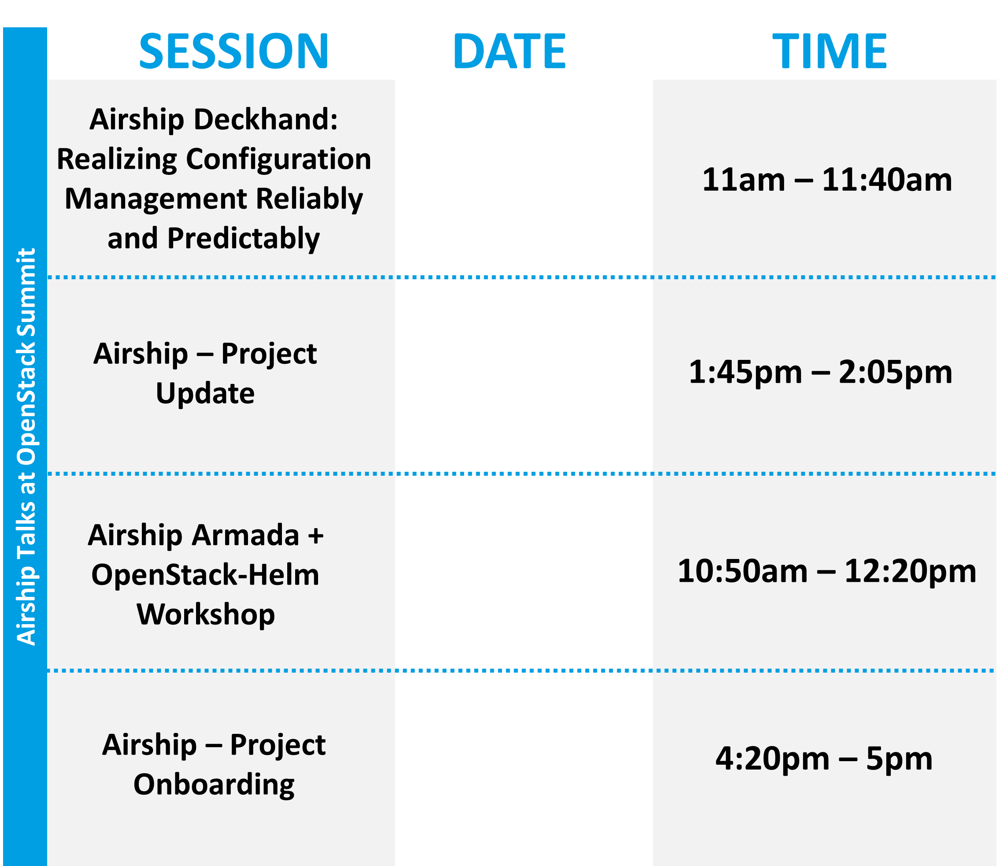 SESSION DATE TIME
Airship Talks at OpenStack Summit
Airship Deckhand:
Realizing Configuration
Management Reliably
and Predictably
11am – 11:40am
Airship – Project
Update
1:45pm – 2:05pm
Airship Armada +
OpenStack-Helm
Workshop
10:50am – 12:20pm
Airship – Project
Onboarding
4:20pm – 5pm